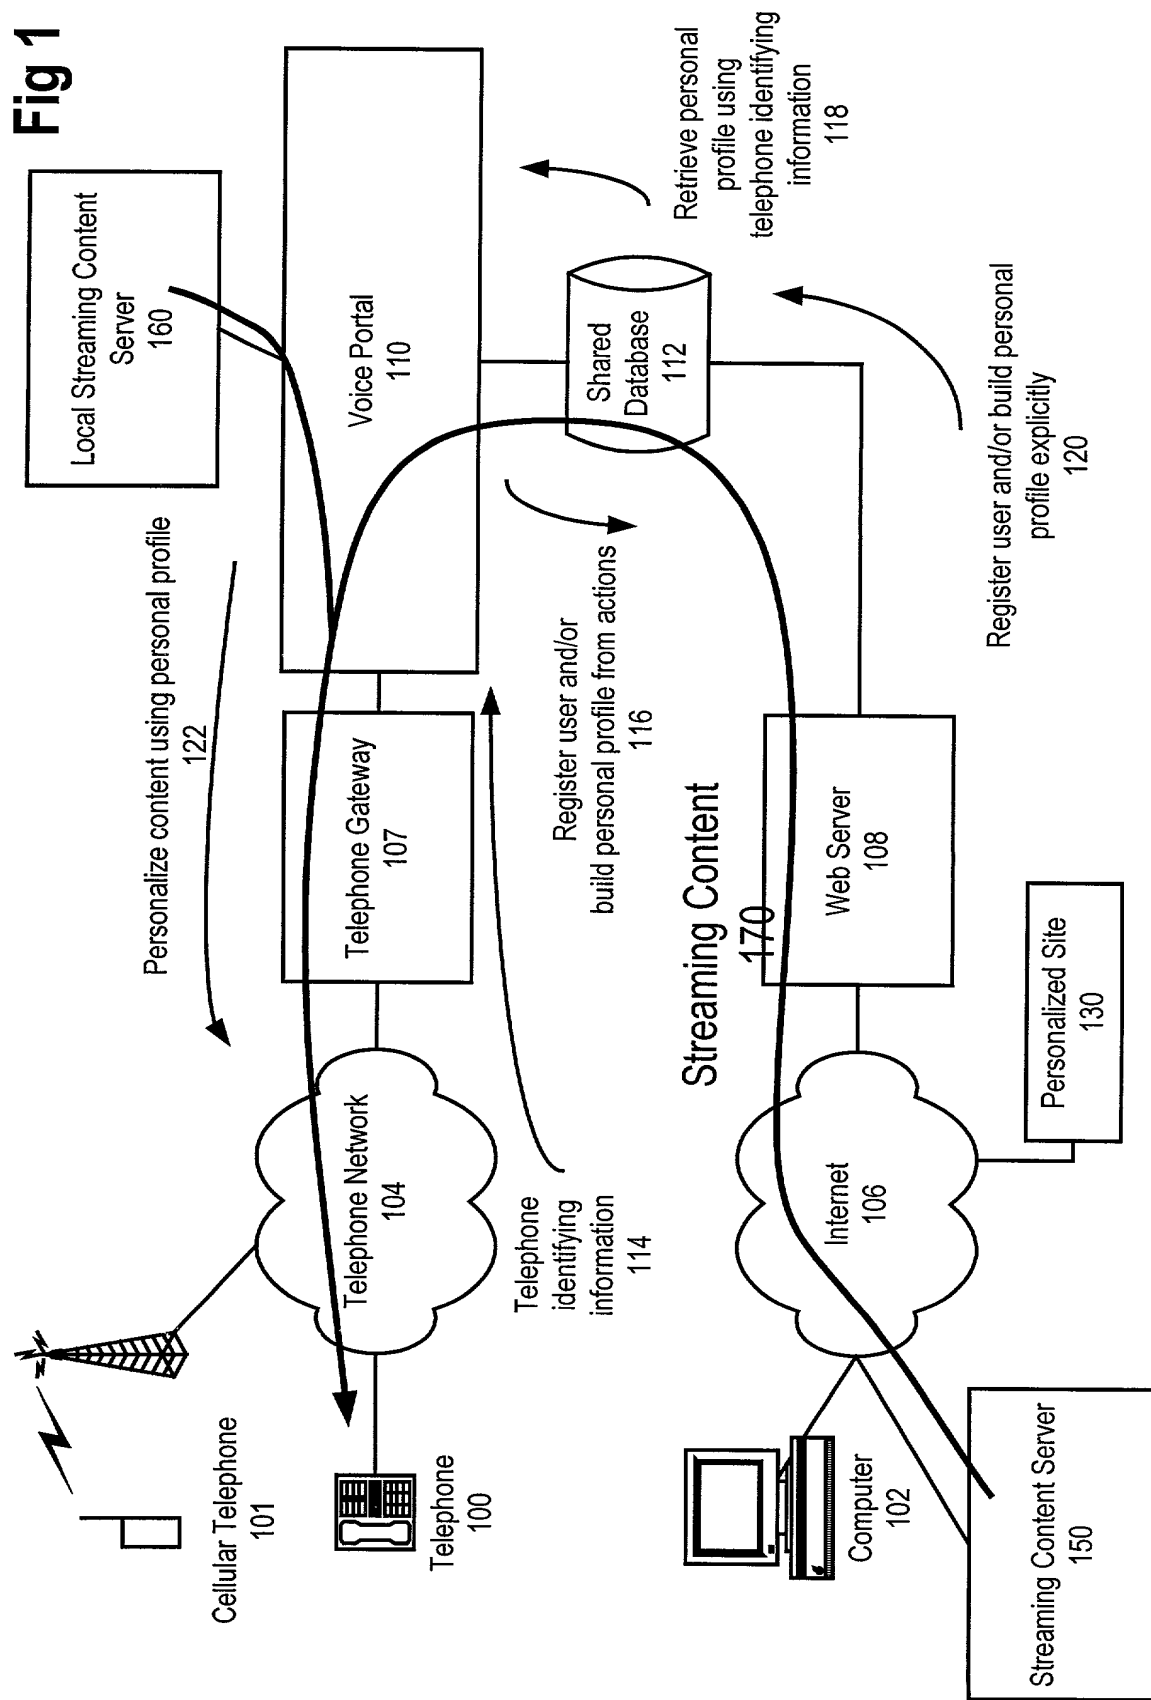 Fig 1
Local Streaming Content
Server
160
Personalize content using personal profile
122
Voice Portal
110
Retrieve personal
profile using
telephone identifying
information
118
Shared
Database
112
Telephone Gateway
107
Register user and/or
build personal profile from actions
116
Register user and/or build personal
profile explicitly
120
Cellular Telephone
101
Telephone
100
Telephone Network
104
Telephone
identifying
information
114
Streaming Content
170
Web Server
108
Internet
106
Personalized Site
130
Computer
102
Streaming Content Server
150